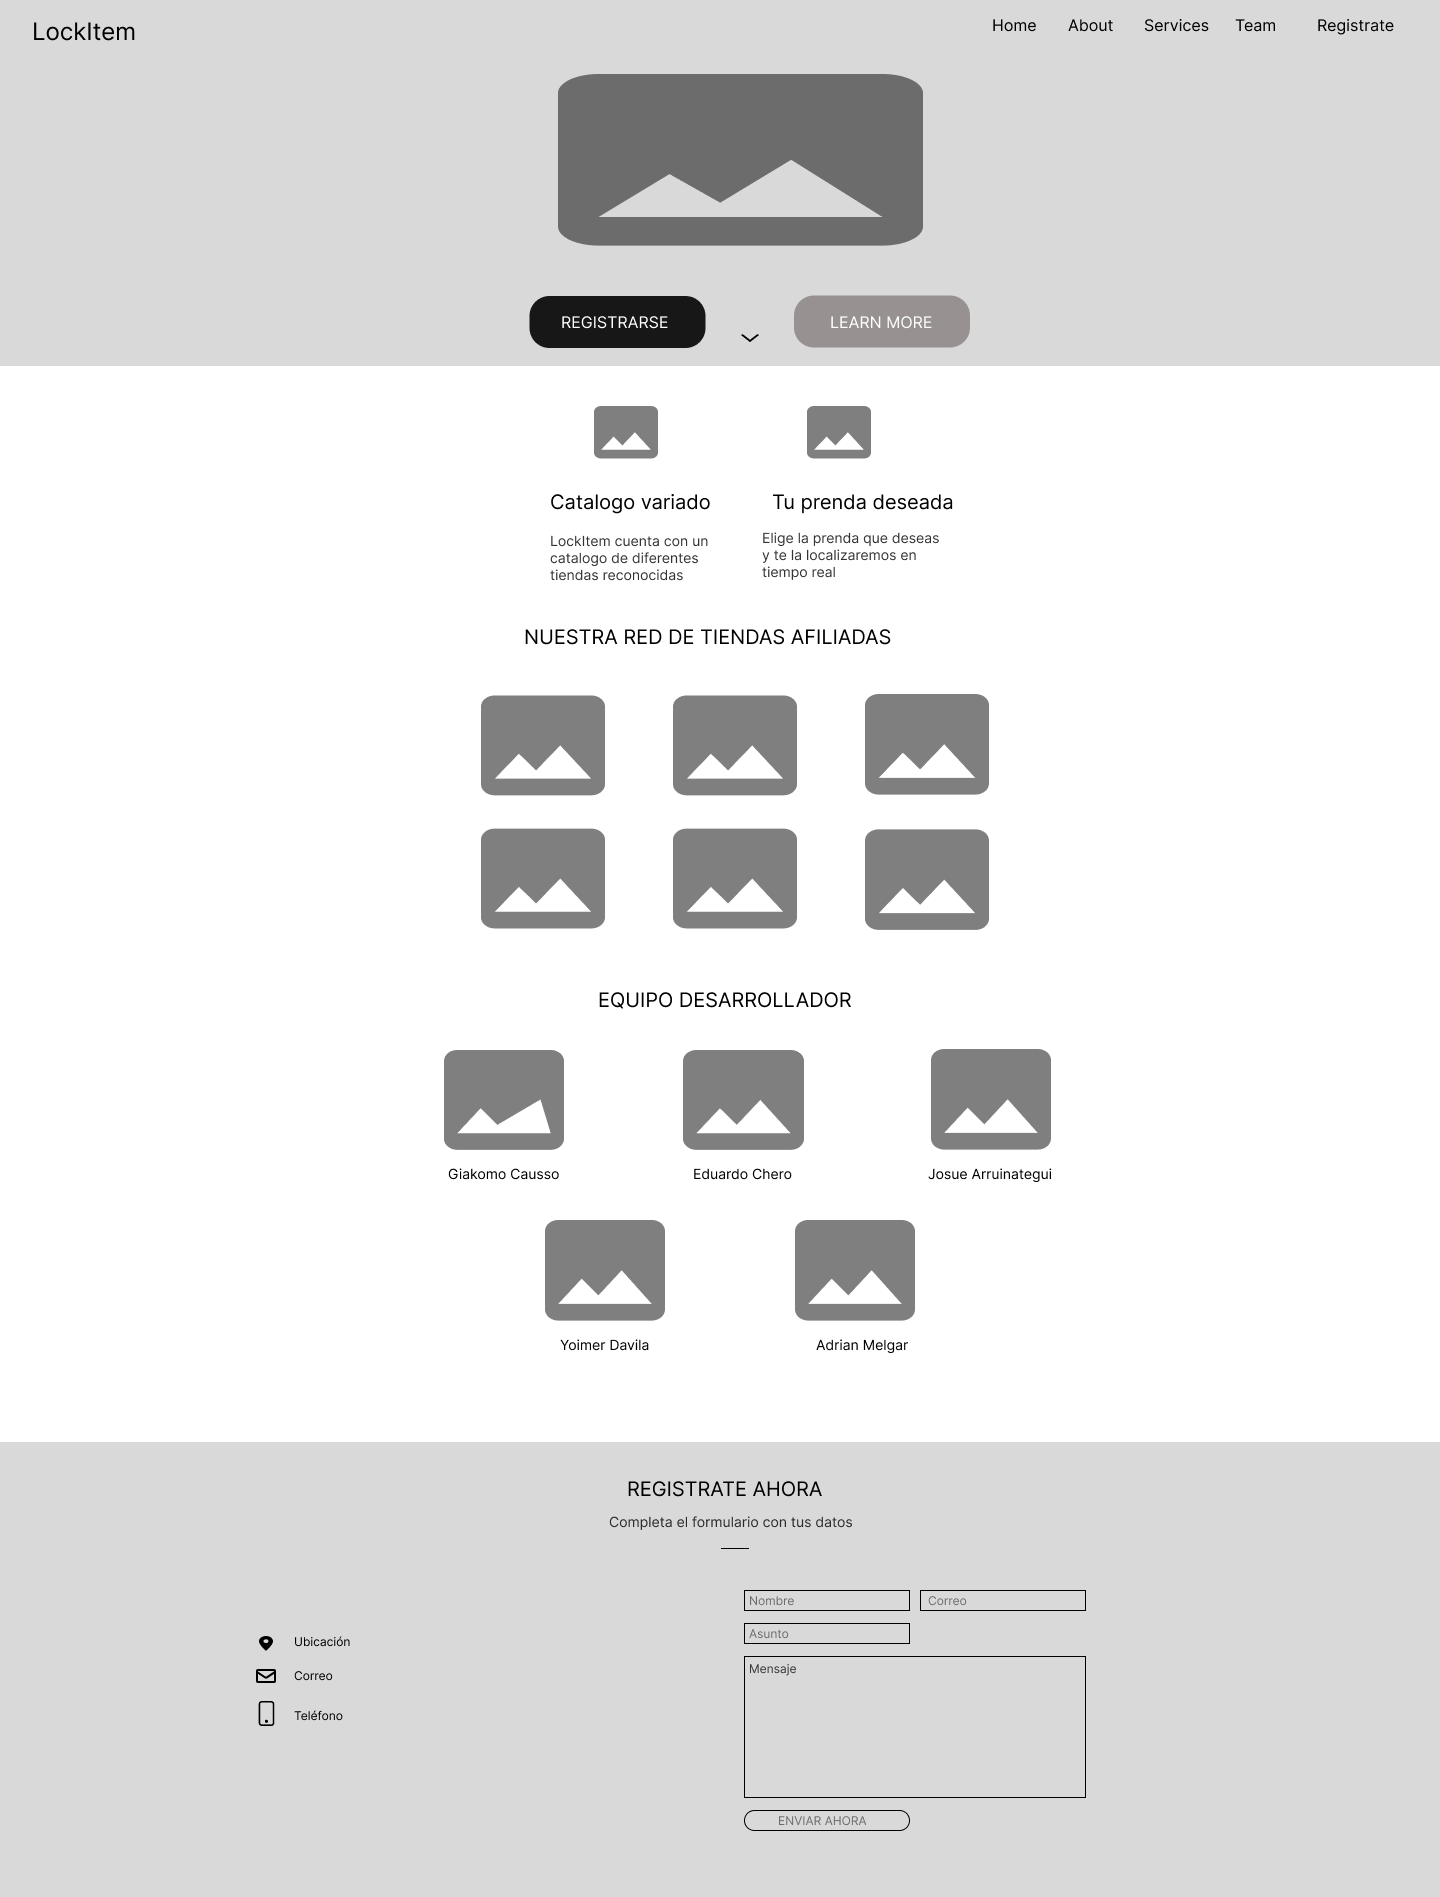 LockItem
Home About Services Team Registrate
REGISTRARSE
LEARN MORE
Catalogo variado
LockItem cuenta con un
catalogo de diferentes
tiendas reconocidas
Tu prenda deseada
Elige la prenda que deseas
y te la localizaremos en
tiempo real
NUESTRA RED DE TIENDAS AFILIADAS
EQUIPO DESARROLLADOR
Giakomo Causso
Eduardo Chero
Josue Arruinategui
Yoimer Davila
Adrian Melgar
REGISTRATE AHORA
Completa el formulario con tus datos
Ubicación
Correo
Teléfono
Nombre
Correo
Asunto
Mensaje
ENVIAR AHORA